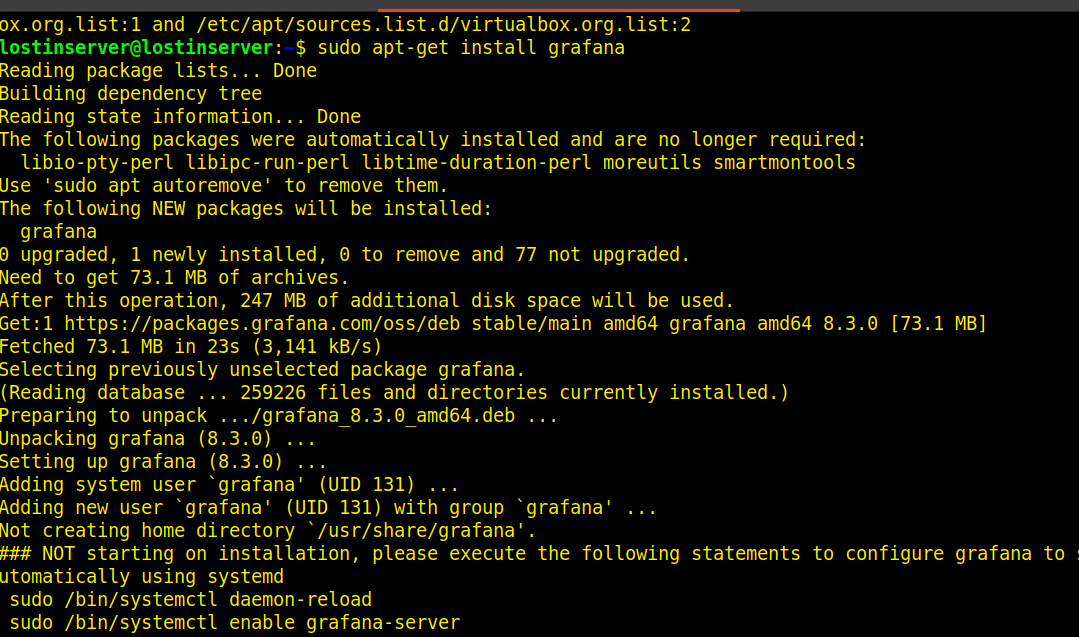 ox.org.list:1 and /etc/apt/sources.list.d/virtualbox.org.list:2
lostinserver@lostinserver:~$ sudo apt-get install grafana
Reading package lists... Done
Building dependency tree
Reading state information... Done
The following packages were automatically installed and are no longer required:
  libio-pty-perl libipc-run-perl libtime-duration-perl moreutils smartmontools
Use 'sudo apt autoremove' to remove them.
The following NEW packages will be installed:
  grafana
0 upgraded, 1 newly installed, 0 to remove and 77 not upgraded.
Need to get 73.1 MB of archives.
After this operation, 247 MB of additional disk space will be used.
Get:1 https://packages.grafana.com/oss/deb stable/main amd64 grafana amd64 8.3.0 [73.1 MB]
Fetched 73.1 MB in 23s (3,141 kB/s)
Selecting previously unselected package grafana.
(Reading database ... 259226 files and directories currently installed.)
Preparing to unpack .../grafana_8.3.0_amd64.deb ...
Unpacking grafana (8.3.0) ...
Setting up grafana (8.3.0) ...
Adding system user `grafana' (UID 131) ...
Adding new user `grafana' (UID 131) with group `grafana' ...
Not creating home directory `/usr/share/grafana'.
### NOT starting on installation, please execute the following statements to configure grafana to
utomatically using systemd
 sudo /bin/systemctl daemon-reload
 sudo /bin/systemctl enable grafana-server